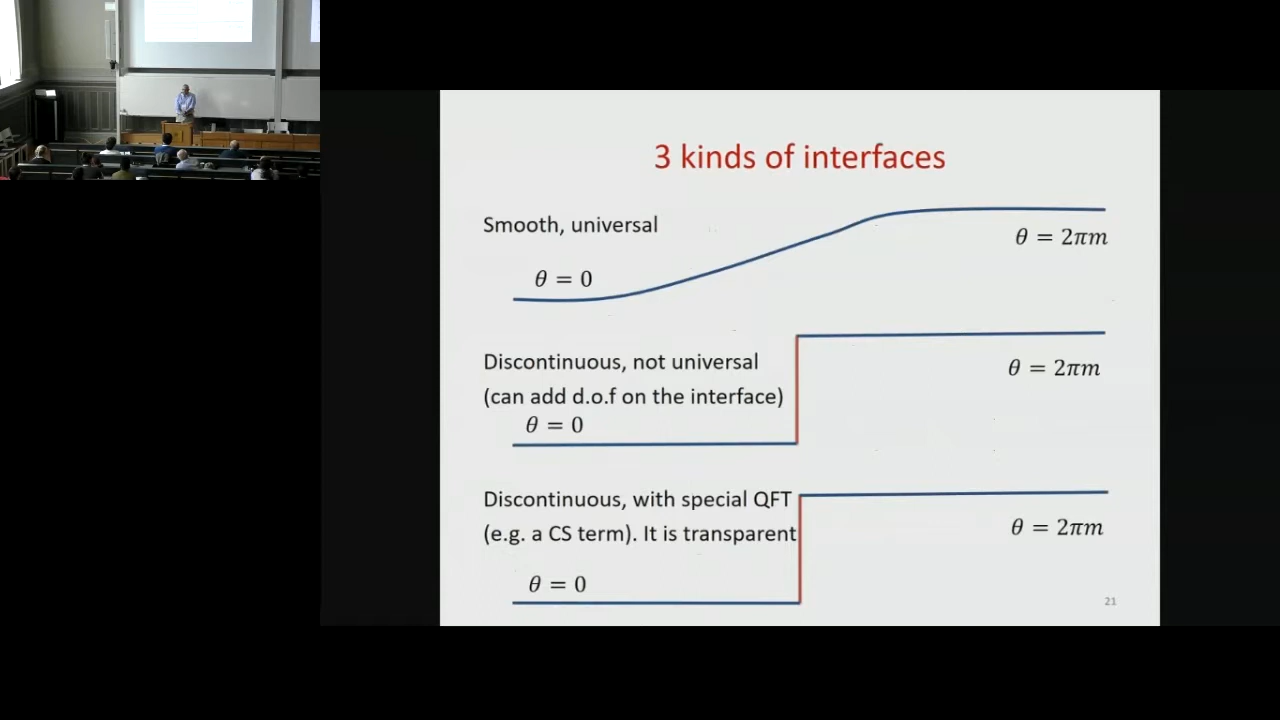 3 kinds of interfaces
Smooth, universal
θ = 2πm
θ = 0
Discontinuous, not universal
θ = 2πm
(can add d.o.f on the interface)
θ = 0
Discontinuous, with special QFT
θ = 2πm
(e.g. a CS term). It is transparent
θ = 0
21